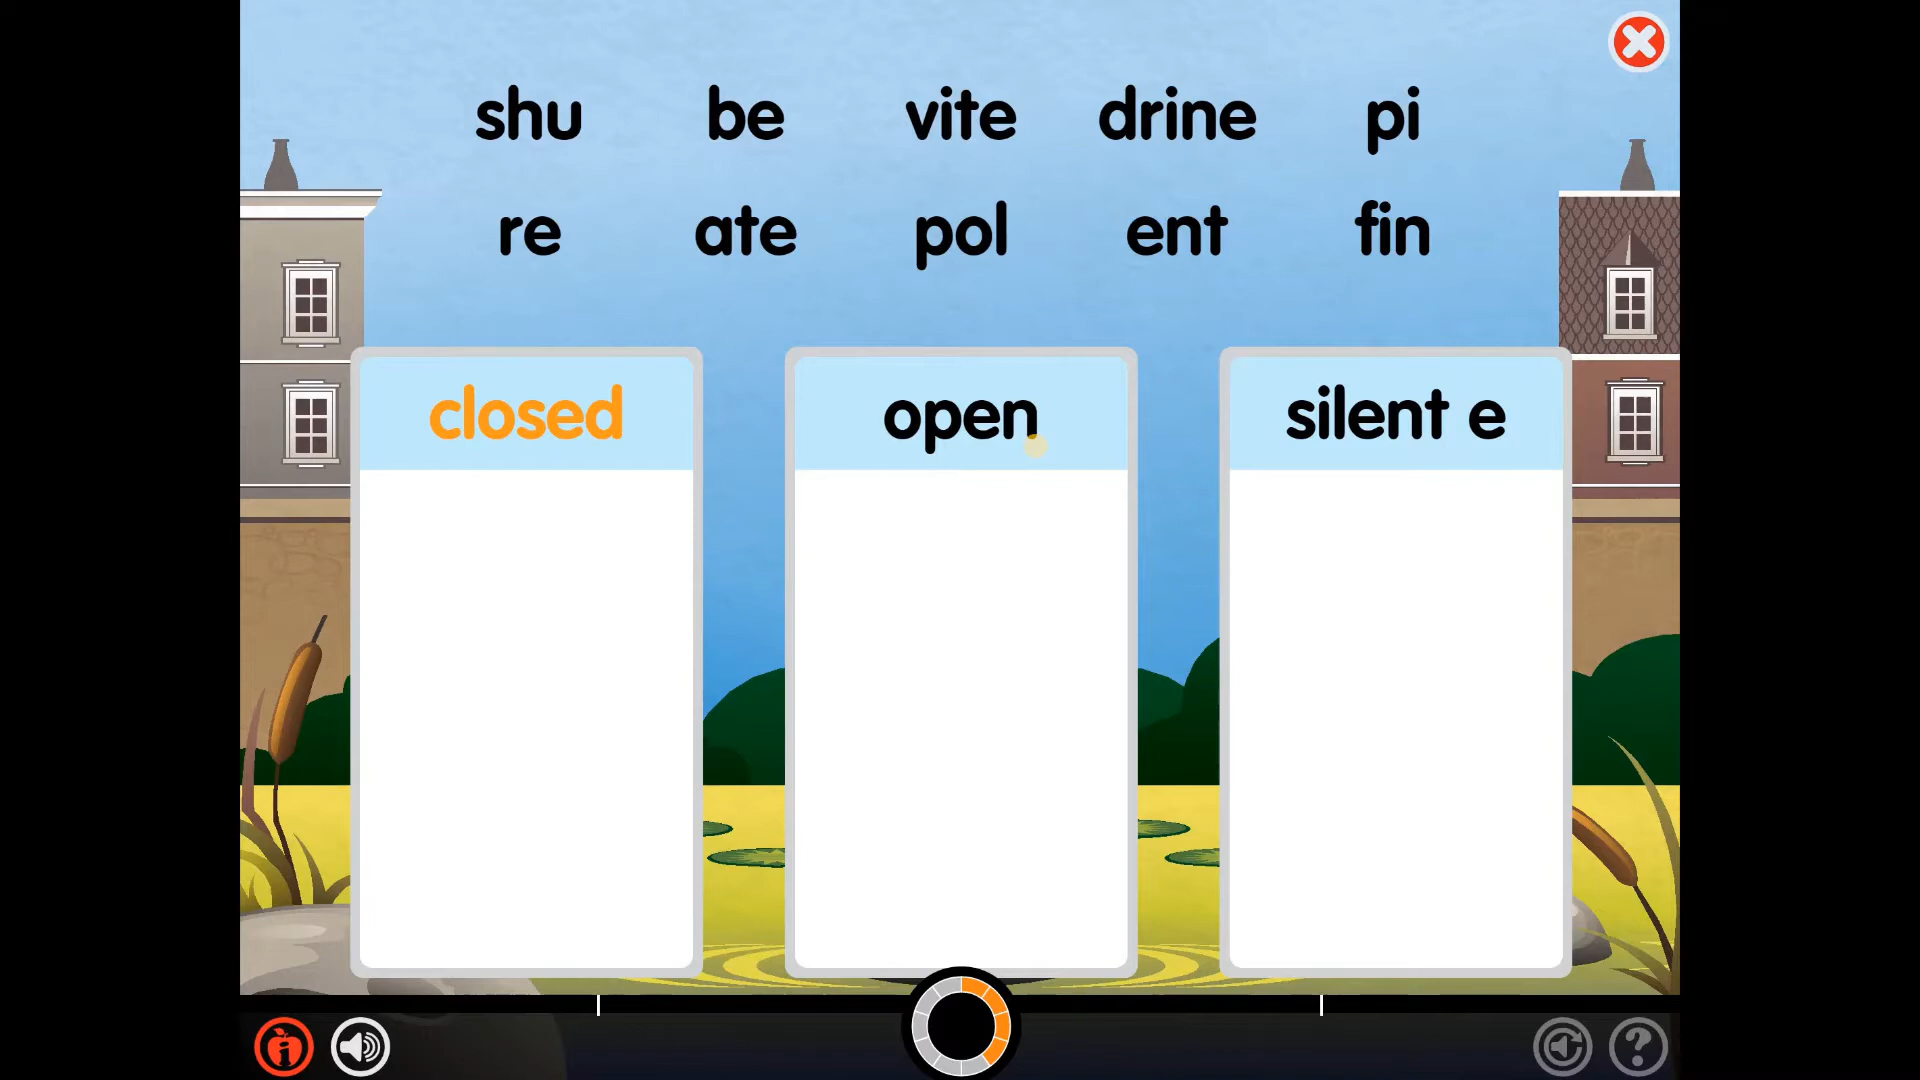 shu be vite drine pi
re ate pol ent fin
closed open silent e